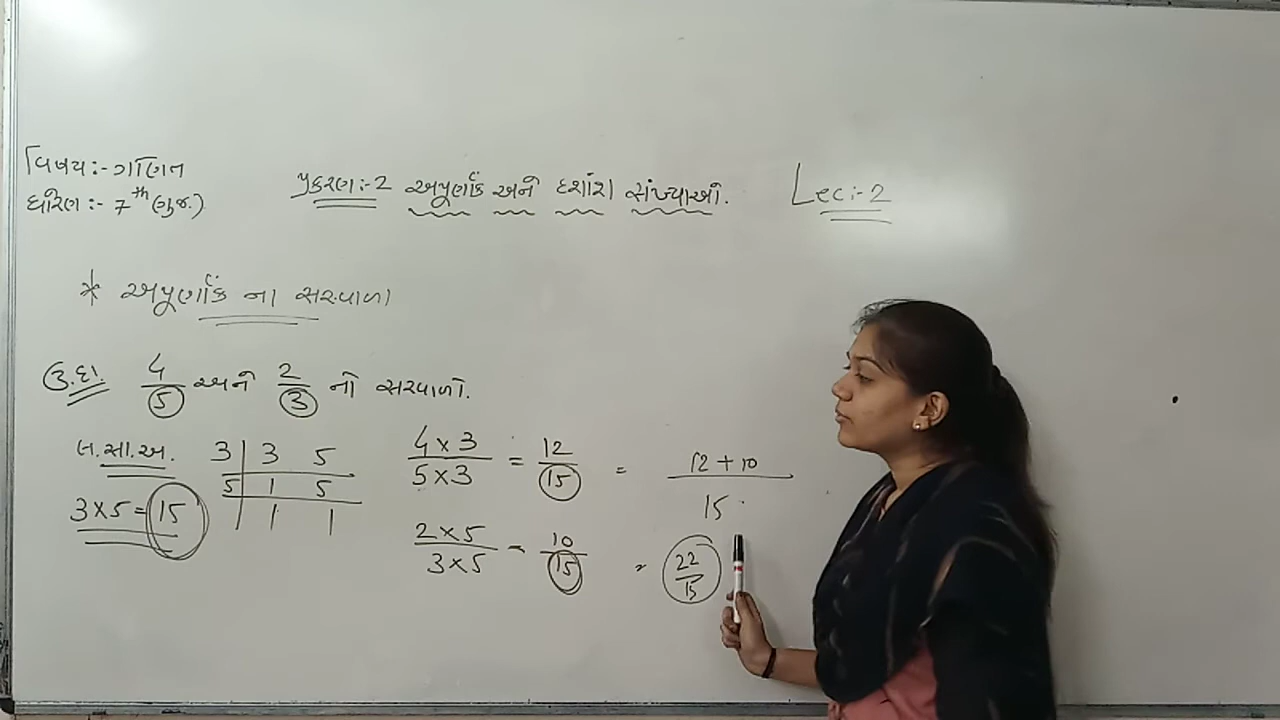 વિષય:- ગણિત
ધોરણ:- 7th (ગુજ.)
પ્રકરણ:-2 અપૂર્ણાંક અને દશાંશ સંખ્યાઓ.
Lec:-2
* અપૂર્ણાંક ના સરવાળા
ઉ.દા. 4/5 અને 2/3 નો સરવાળો.
લ.સા.અ.
3 | 3 5
5 | 1 5
| 1 1
3 x 5 = 15
4 x 3 / 5 x 3 = 12/15
2 x 5 / 3 x 5 = 10/15
= 12 + 10 / 15
= 22/15